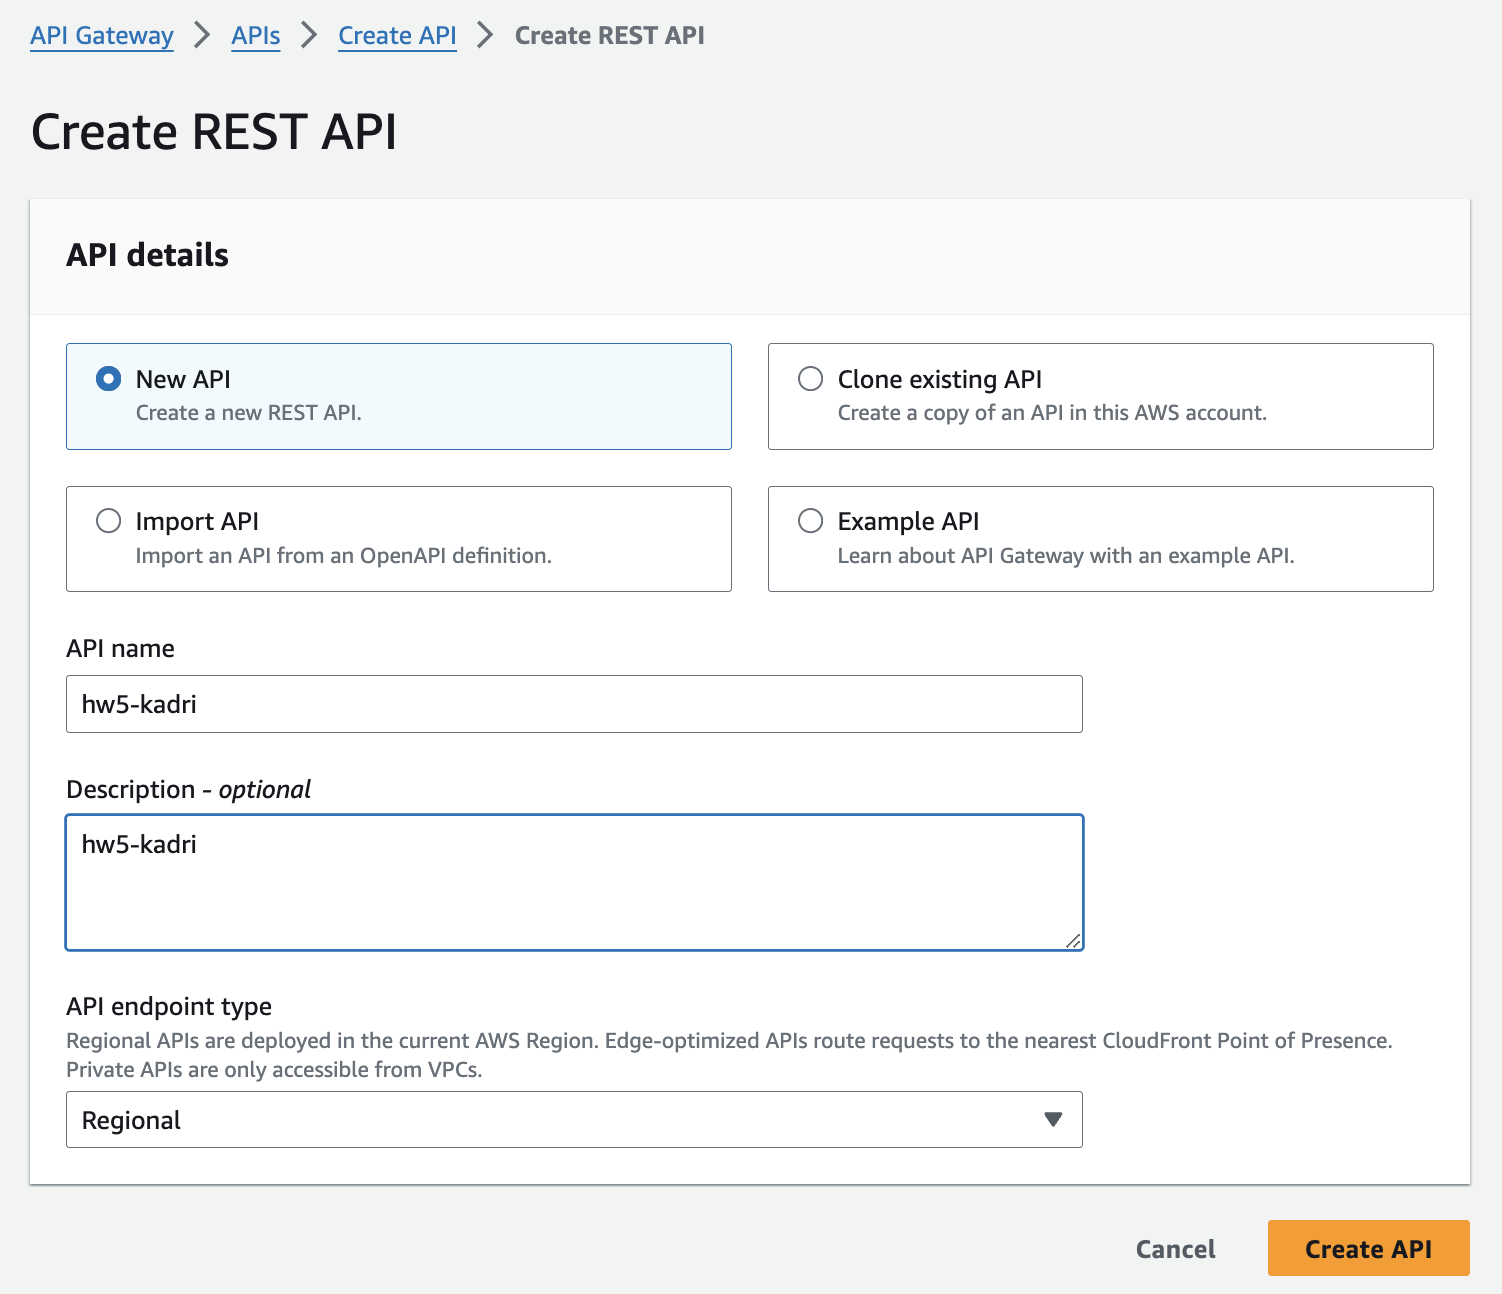 API Gateway > APIs > Create API > Create REST API
Create REST API
API details
New API
Create a new REST API.
Clone existing API
Create a copy of an API in this AWS account.
Import API
Import an API from an OpenAPI definition.
Example API
Learn about API Gateway with an example API.
API name
hw5-kadri
Description - optional
hw5-kadri
API endpoint type
Regional APIs are deployed in the current AWS Region. Edge-optimized APIs route requests to the nearest CloudFront Point of Presence.
Private APIs are only accessible from VPCs.
Regional
Cancel
Create API